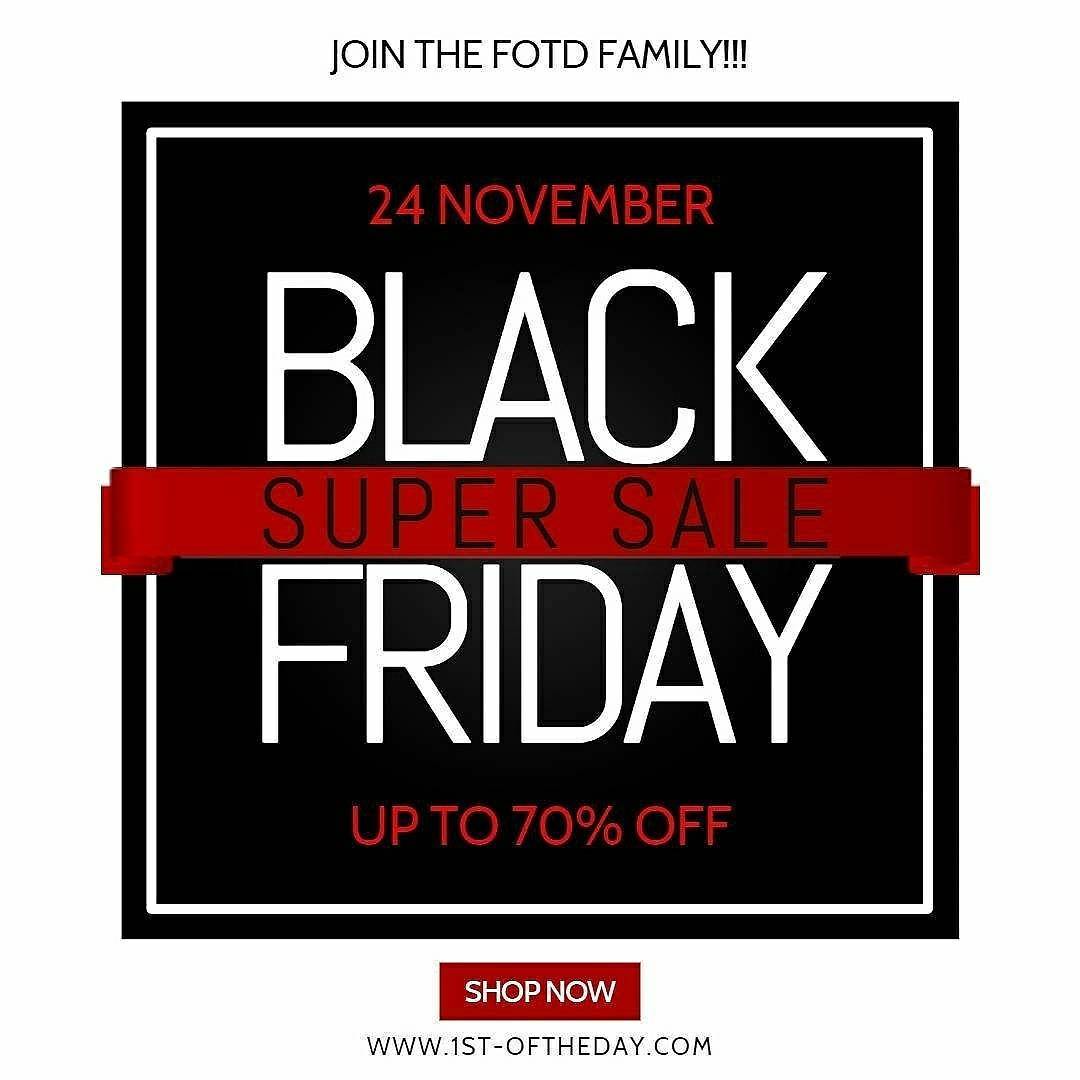 JOIN THE FOTD FAMILY!!!
24 NOVEMBER
BLACK
SUPER SALE
FRIDAY
UP TO 70% OFF
SHOP NOW
WWW.1ST-OFTHEDAY.COM